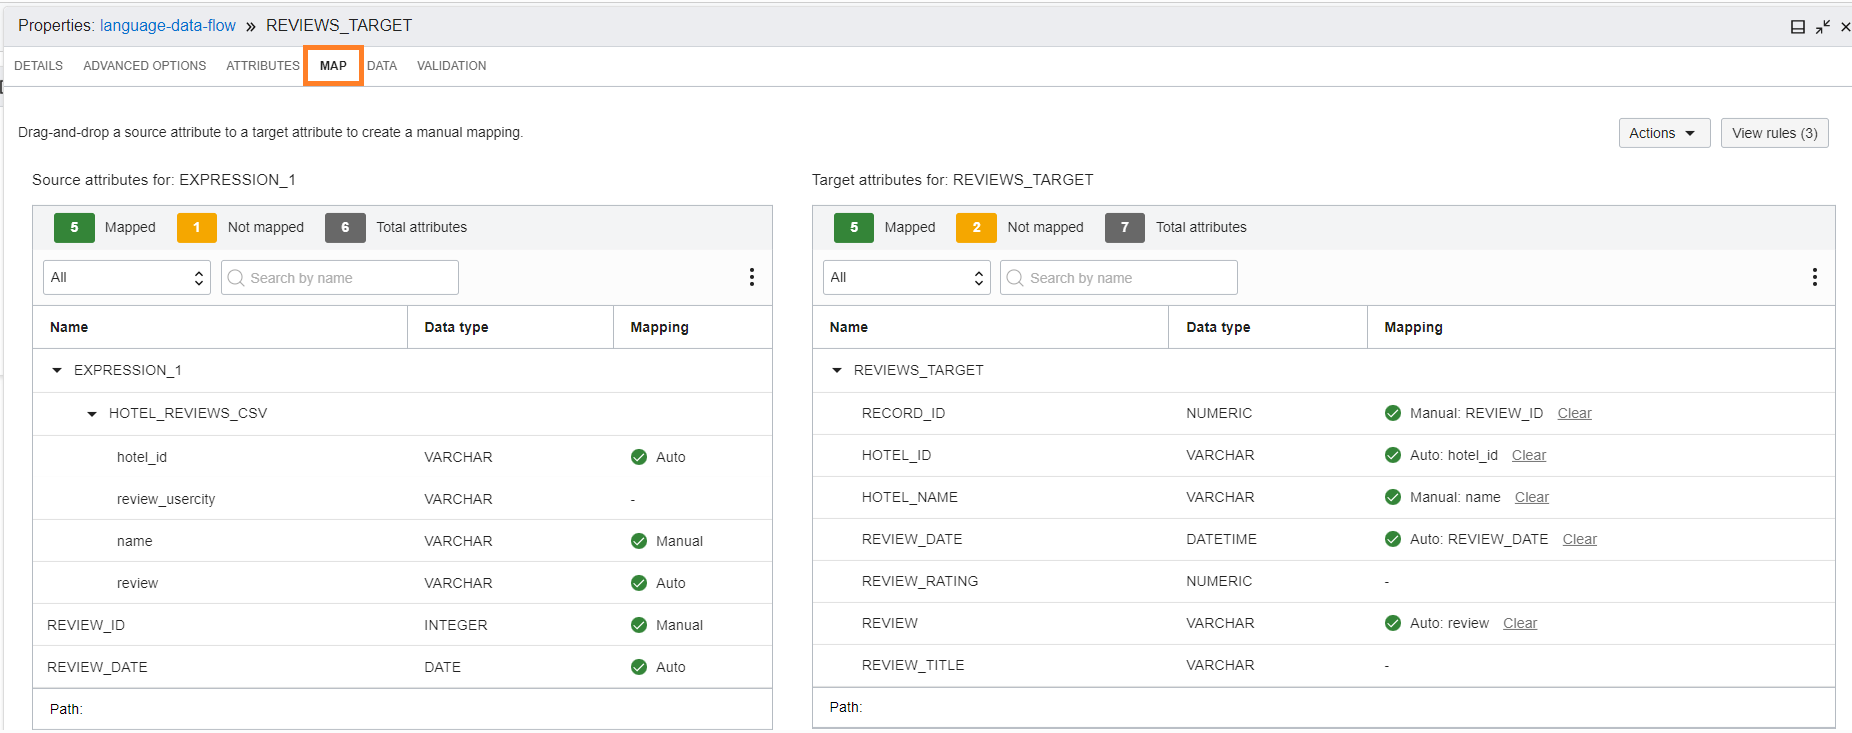 Properties: language-data-flow » REVIEWS_TARGET
DETAILS ADVANCED OPTIONS ATTRIBUTES MAP DATA VALIDATION
Drag-and-drop a source attribute to a target attribute to create a manual mapping.
Actions View rules (3)
Source attributes for: EXPRESSION_1
5 Mapped 1 Not mapped 6 Total attributes
All Search by name
Name Data type Mapping
EXPRESSION_1
HOTEL_REVIEWS_CSV
hotel_id VARCHAR Auto
review_usercity VARCHAR -
name VARCHAR Manual
review VARCHAR Auto
REVIEW_ID INTEGER Manual
REVIEW_DATE DATE Auto
Path:
Target attributes for: REVIEWS_TARGET
5 Mapped 2 Not mapped 7 Total attributes
All Search by name
Name Data type Mapping
REVIEWS_TARGET
RECORD_ID NUMERIC Manual: REVIEW_ID Clear
HOTEL_ID VARCHAR Auto: hotel_id Clear
HOTEL_NAME VARCHAR Manual: name Clear
REVIEW_DATE DATETIME Auto: REVIEW_DATE Clear
REVIEW_RATING NUMERIC -
REVIEW VARCHAR Auto: review Clear
REVIEW_TITLE VARCHAR -
Path: